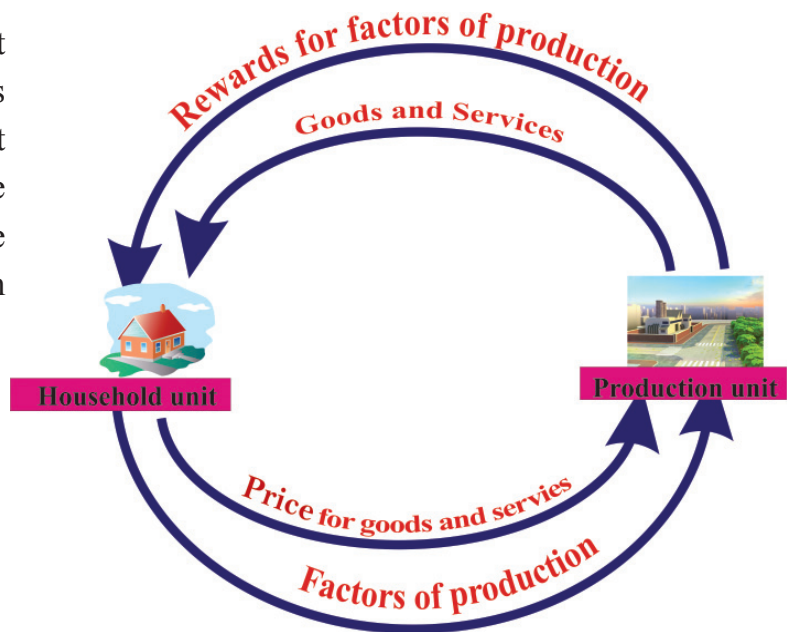 t
s
t
e
e
n
Rewards for factors of production
Goods and Services
Household unit
Production unit
Price for goods and servies
Factors of production